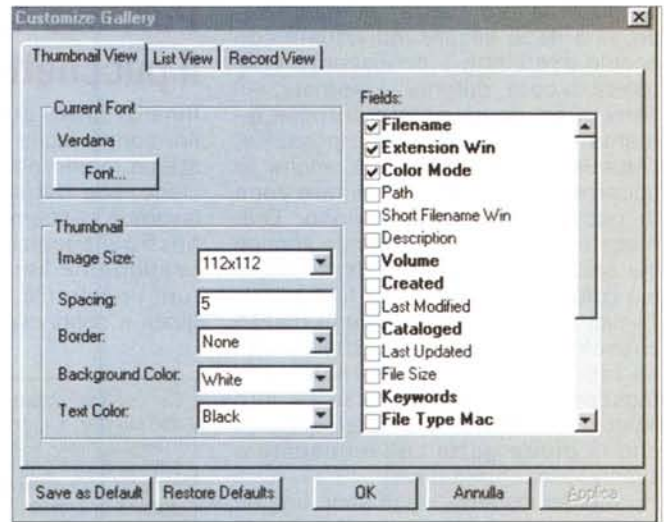 Customize Gallery
Thumbnail View List View Record View
Current Font
Verdana
Font...
Thumbnail
Image Size: 112x112
Spacing: 5
Border: None
Background Color: White
Text Color: Black
Fields:
Filename
Extension Win
Color Mode
Path
Short Filename Win
Description
Volume
Created
Last Modified
Cataloged
Last Updated
File Size
Keywords
File Type Mac
Save as Default Restore Defaults OK Annulla Applica